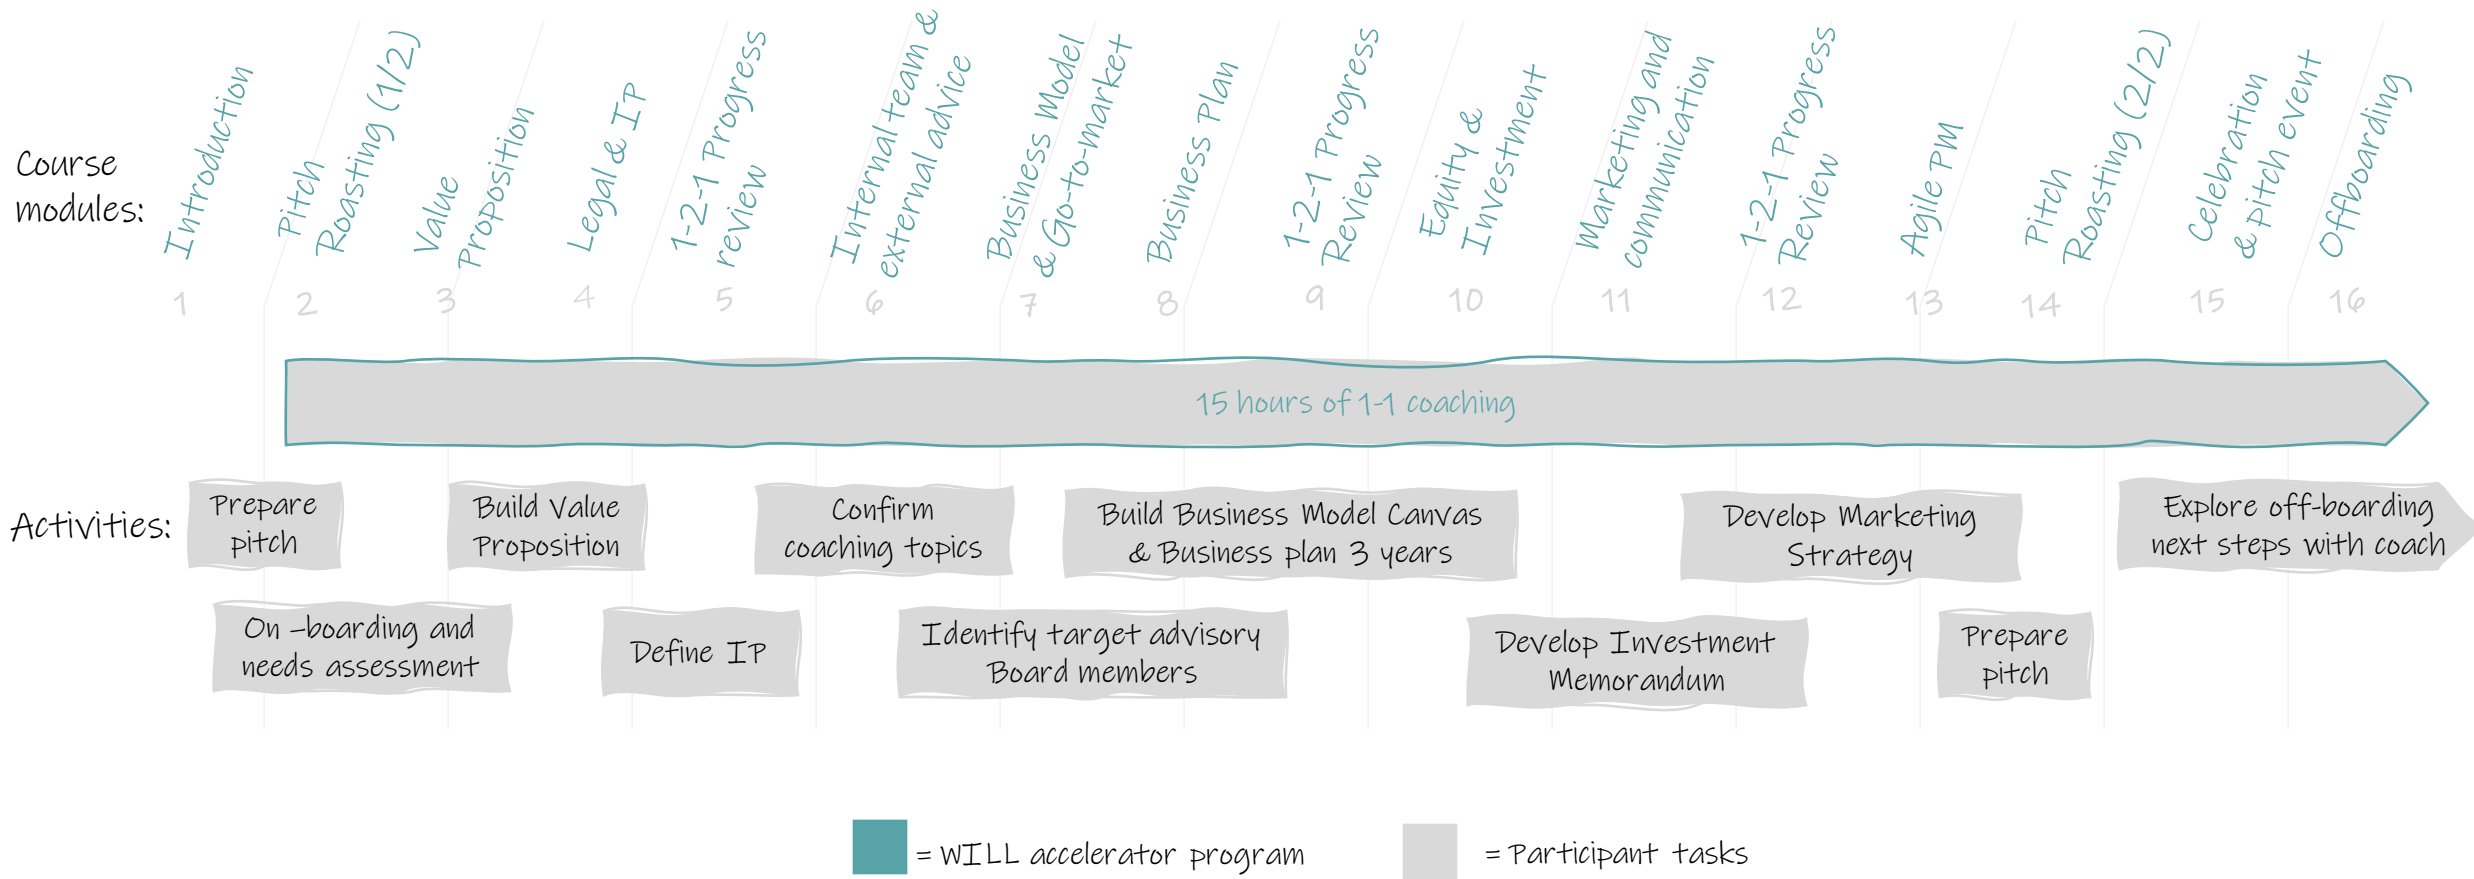 Course
modules:
Introduction
Pitch
Roasting (1/2)
Value
Proposition
Legal & IP
1-2-1 Progress
review
Internal team &
external advice
Business Model
& Go-to-market
Business Plan
1-2-1 Progress
Review
Equity &
Investment
Marketing and
communication
1-2-1 Progress
Review
Agile PM
Pitch
Roasting (2/2)
Celebration
& pitch event
Offboarding
1 2 3 4 5 6 7 8 9 10 11 12 13 14 15 16
15 hours of 1-1 coaching
Activities:
Prepare
pitch
Build Value
Proposition
Confirm
coaching topics
Build Business Model Canvas
& Business plan 3 years
Develop Marketing
Strategy
Explore off-boarding
next steps with coach
On –boarding and
needs assessment
Define IP
Identify target advisory
Board members
Develop Investment
Memorandum
Prepare
pitch
= WILL accelerator program
= Participant tasks